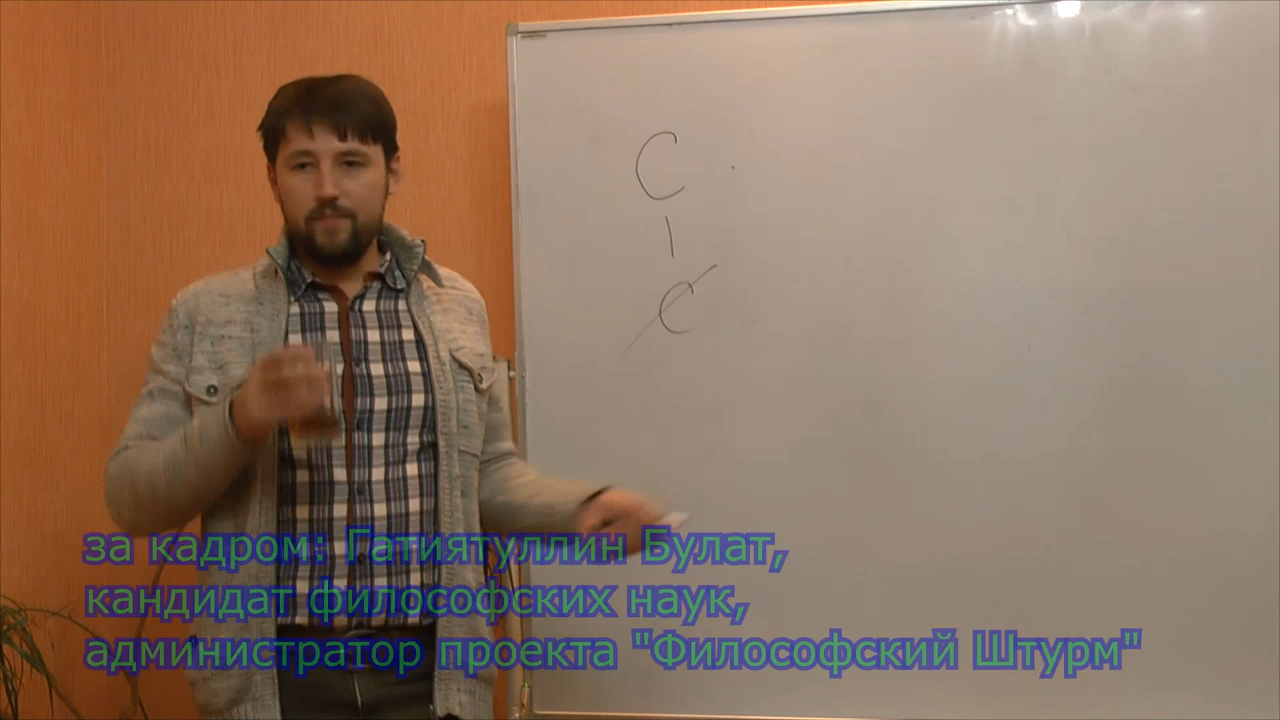 С
С
за кадром: Гатиятуллин Булат,
кандидат философских наук,
администратор проекта "Философский Штурм"